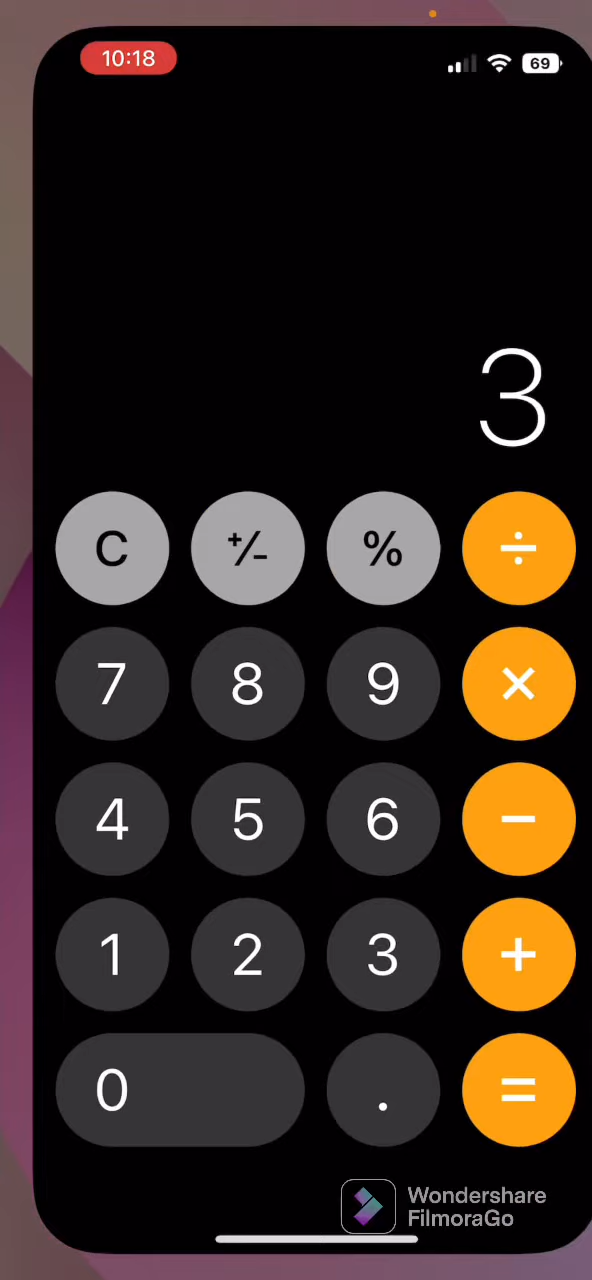 10:18
69
3
C +/- % ÷
7 8 9 ×
4 5 6 −
1 2 3 +
0 . =
Wondershare
FilmoraGo